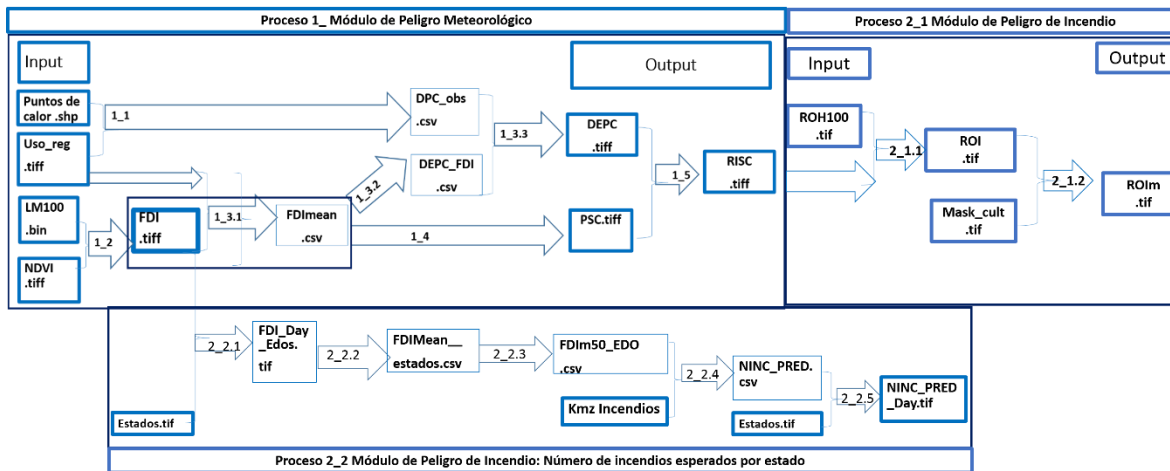 Proceso 1_ Módulo de Peligro Meteorológico
Proceso 2_1 Módulo de Peligro de Incendio
Input
Output
Input
Output
Puntos de
calor .shp
1_1
DPC_obs
.csv
Uso_reg
.tiff
1_3.3
DEPC
.tiff
DEPC_FDI
.csv
1_3.2
1_5
RISC
.tiff
LM100
.bin
1_2
NDVI
.tiff
FDI
.tiff
1_3.1
FDImean
.csv
1_4
PSC.tiff
ROH100
.tif
2_1.1
ROI
.tif
Mask_cult
.tif
2_1.2
ROIm
.tif
2_2.1
FDI_Day
_Edos.
tif
2_2.2
FDIMean__
estados.csv
2_2.3
FDIm50_EDO
.csv
2_2.4
NINC_PRED.
csv
2_2.5
NINC_PRED
_Day.tif
Estados.tif
Kmz Incendios
Estados.tif
Proceso 2_2 Módulo de Peligro de Incendio: Número de incendios esperados por estado